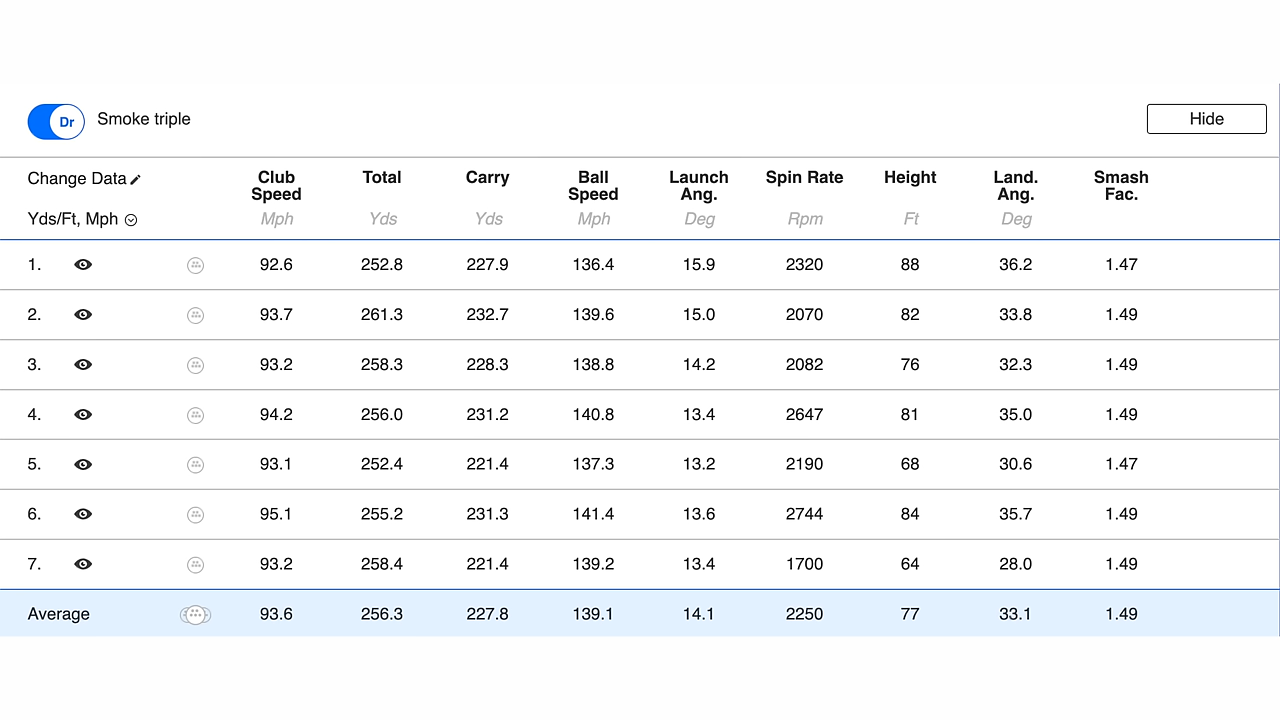 Dr Smoke triple Hide
Change Data Club Speed Total Carry Ball Speed Launch Ang. Spin Rate Height Land. Ang. Smash Fac.
Yds/Ft, Mph Mph Yds Yds Mph Deg Rpm Ft Deg
1. 92.6 252.8 227.9 136.4 15.9 2320 88 36.2 1.47
2. 93.7 261.3 232.7 139.6 15.0 2070 82 33.8 1.49
3. 93.2 258.3 228.3 138.8 14.2 2082 76 32.3 1.49
4. 94.2 256.0 231.2 140.8 13.4 2647 81 35.0 1.49
5. 93.1 252.4 221.4 137.3 13.2 2190 68 30.6 1.47
6. 95.1 255.2 231.3 141.4 13.6 2744 84 35.7 1.49
7. 93.2 258.4 221.4 139.2 13.4 1700 64 28.0 1.49
Average 93.6 256.3 227.8 139.1 14.1 2250 77 33.1 1.49